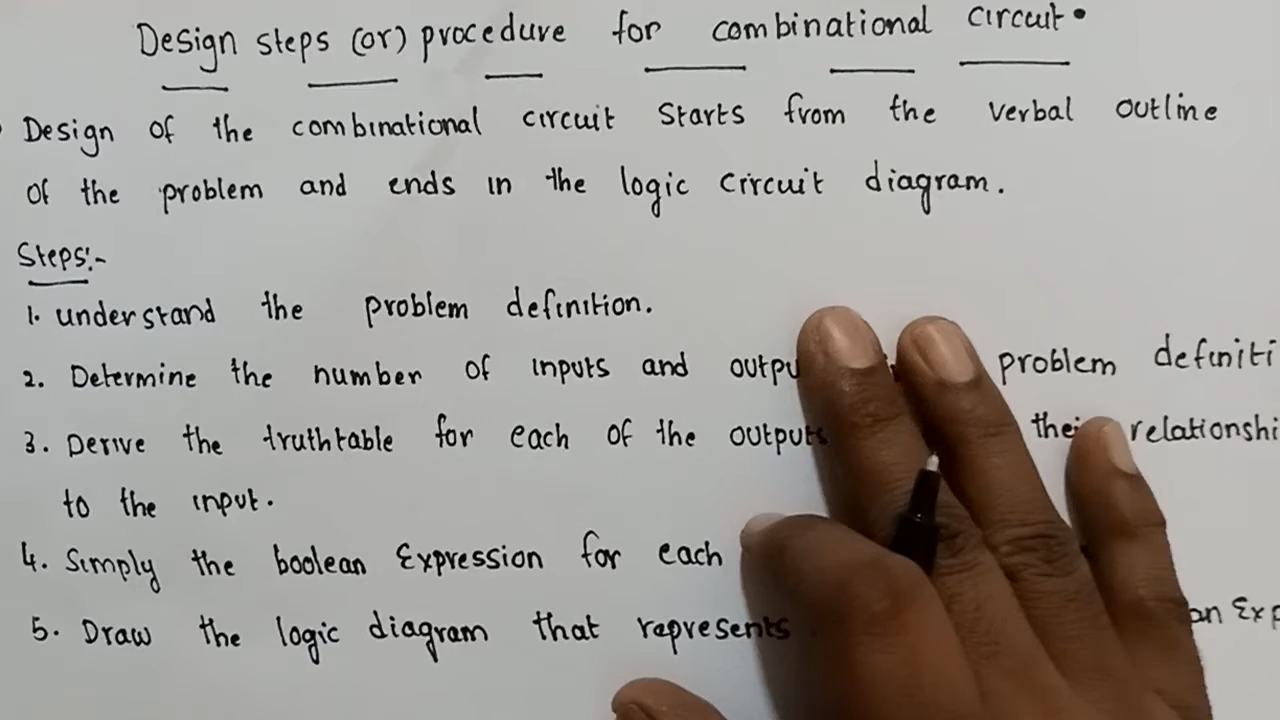 Design steps (or) procedure for combinational circuit.
Design of the combinational circuit starts from the verbal outline
of the problem and ends in the logic circuit diagram.
Steps:-
1. understand the problem definition.
2. Determine the number of inputs and outpu problem definiti
3. Derive the truthtable for each of the outputs the relationshi
to the input.
4. Simply the boolean Expression for each
5. Draw the logic diagram that represents an Exp